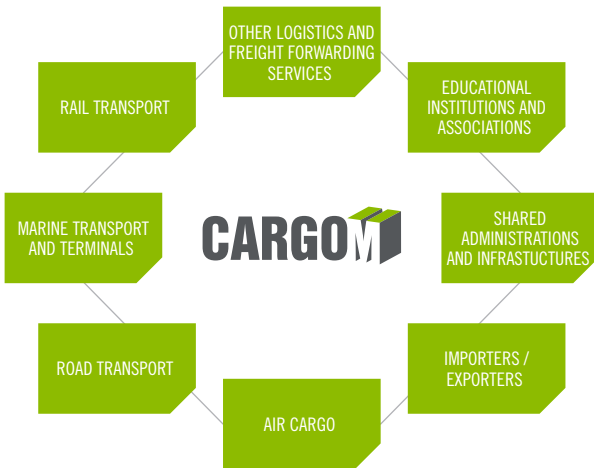 OTHER LOGISTICS AND
FREIGHT FORWARDING
SERVICES
RAIL TRANSPORT
EDUCATIONAL
INSTITUTIONS AND
ASSOCIATIONS
MARINE TRANSPORT
AND TERMINALS
CARGOM
SHARED
ADMINISTRATIONS
AND INFRASTUCTURES
ROAD TRANSPORT
IMPORTERS /
EXPORTERS
AIR CARGO